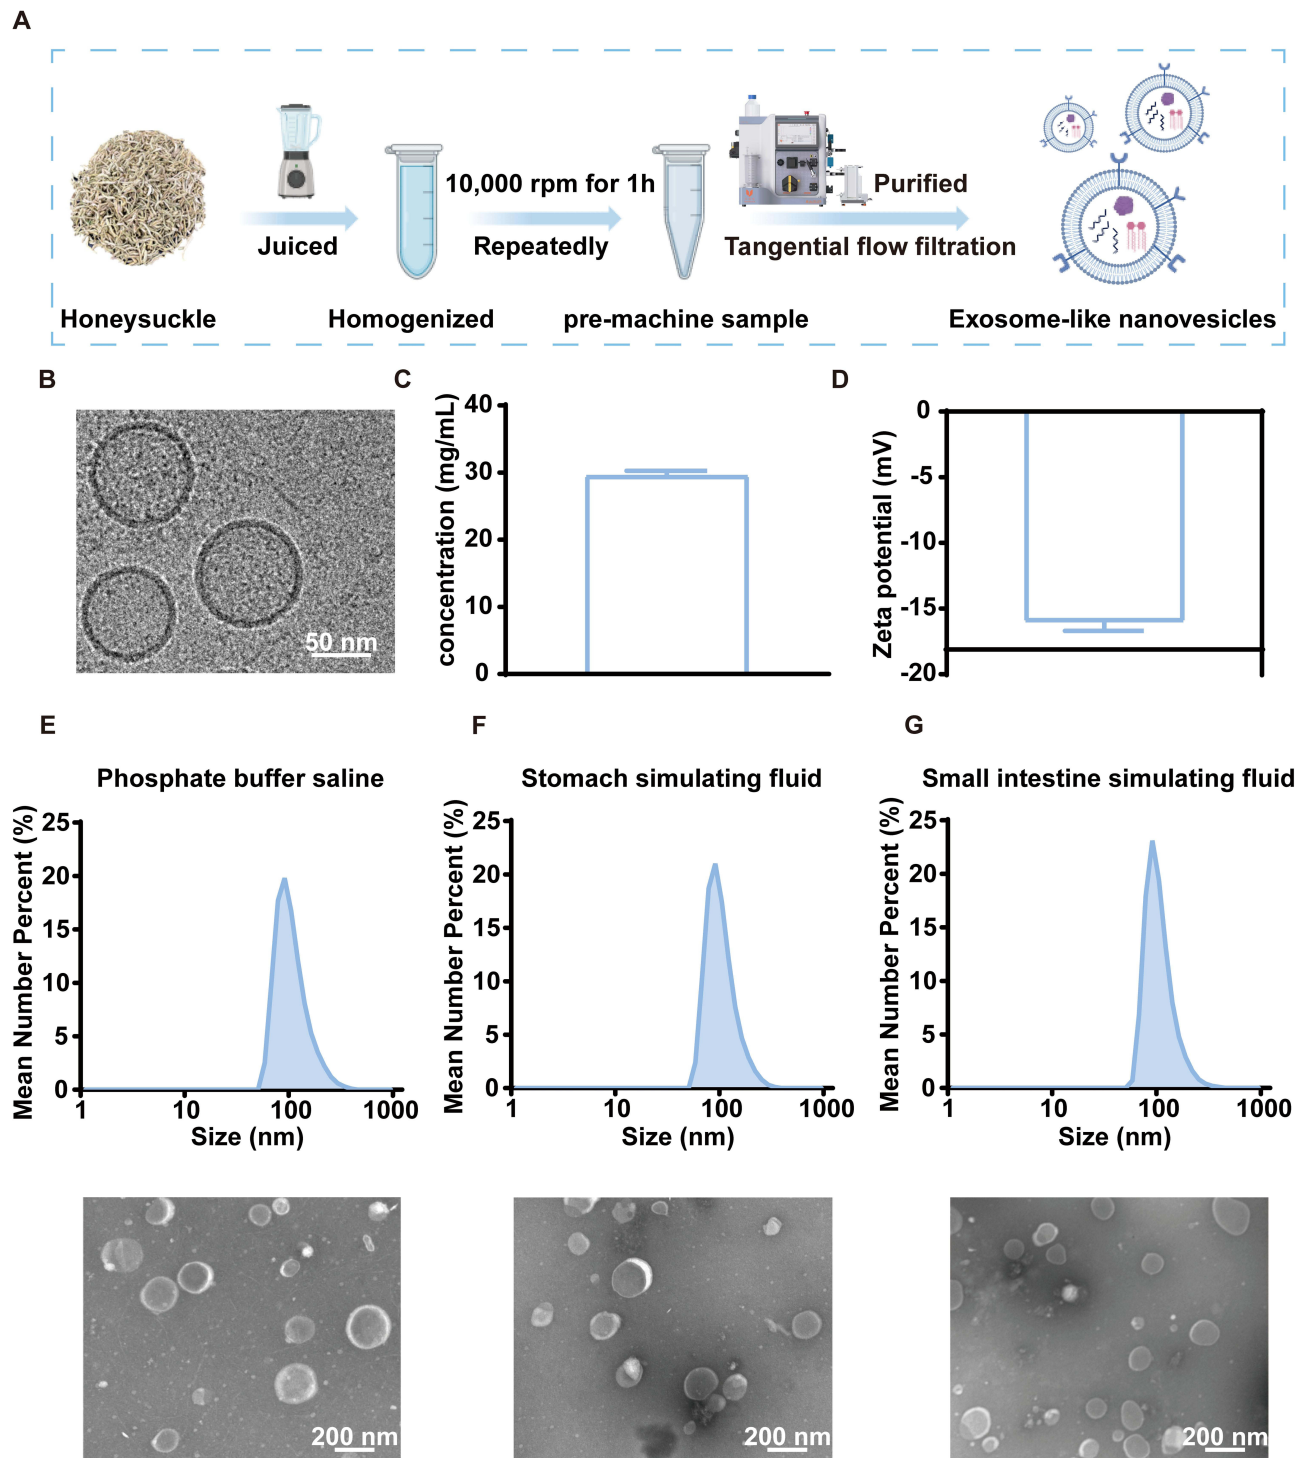 A
10,000 rpm for 1h
Purified
Juiced
Repeatedly
Tangential flow filtration
Honeysuckle
Homogenized
pre-machine sample
Exosome-like nanovesicles
B
50 nm
C
concentration (mg/mL)
40
30
20
10
0
D
Zeta potential (mV)
0
-5
-10
-15
-20
E
Phosphate buffer saline
Mean Number Percent (%)
25
20
15
10
5
0
1
10
100
1000
Size (nm)
200 nm
F
Stomach simulating fluid
Mean Number Percent (%)
25
20
15
10
5
0
1
10
100
1000
Size (nm)
200 nm
G
Small intestine simulating fluid
Mean Number Percent (%)
25
20
15
10
5
0
1
10
100
1000
Size (nm)
200 nm